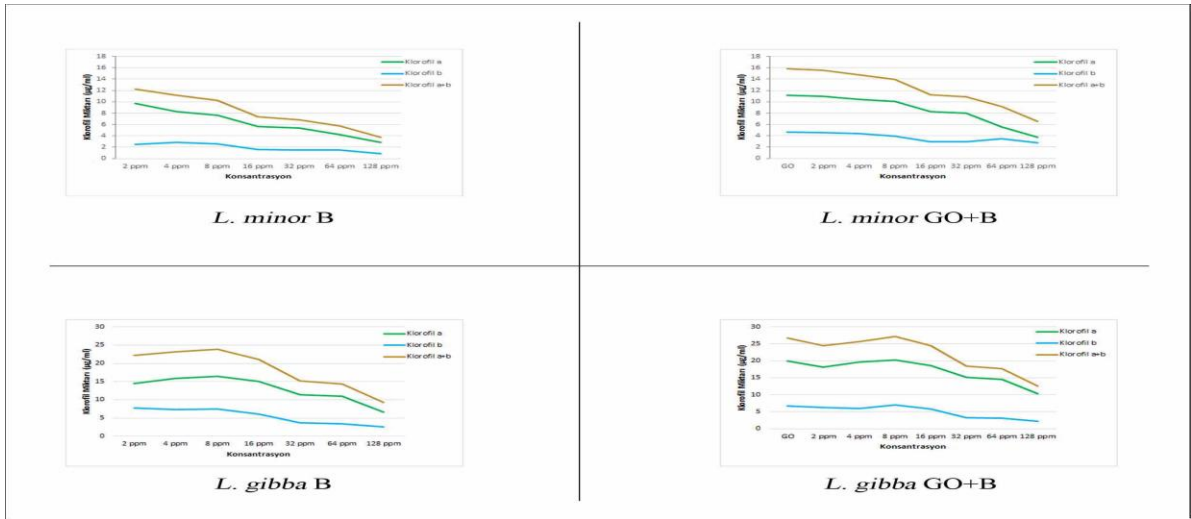 18
16
14
12
10
8
6
4
2
0
Klorofil Miktarı (µg/ml)
Klorofil a
Klorofil b
Klorofil a+b
2 ppm 4 ppm 8 ppm 16 ppm 32 ppm 64 ppm 128 ppm
Konsantrasyon
L. minor B
18
16
14
12
10
8
6
4
2
0
Klorofil Miktarı (µg/ml)
Klorofil a
Klorofil b
Klorofil a+b
GO 2 ppm 4 ppm 8 ppm 16 ppm 32 ppm 64 ppm 128 ppm
Konsantrasyon
L. minor GO+B
30
25
20
15
10
5
0
Klorofil Miktarı (µg/ml)
Klorofil a
Klorofil b
Klorofil a+b
2 ppm 4 ppm 8 ppm 16 ppm 32 ppm 64 ppm 128 ppm
Konsantrasyon
L. gibba B
30
25
20
15
10
5
0
Klorofil Miktarı (µg/ml)
Klorofil a
Klorofil b
Klorofil a+b
GO 2 ppm 4 ppm 8 ppm 16 ppm 32 ppm 64 ppm 128 ppm
Konsantrasyon
L. gibba GO+B